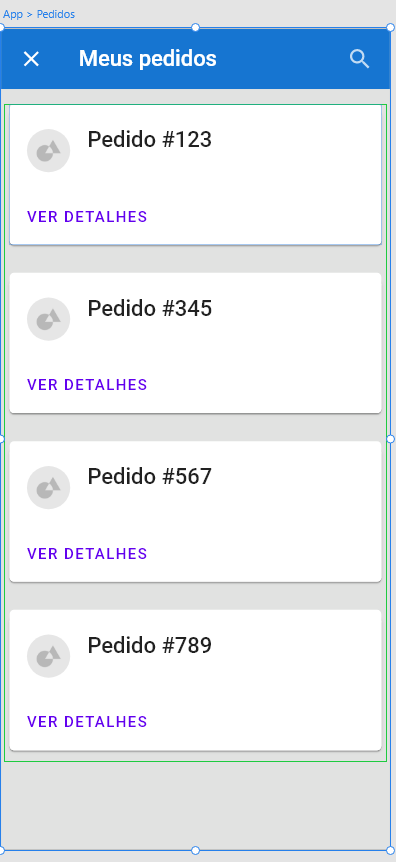 App > Pedidos
Meus pedidos
Pedido #123
VER DETALHES
Pedido #345
VER DETALHES
Pedido #567
VER DETALHES
Pedido #789
VER DETALHES